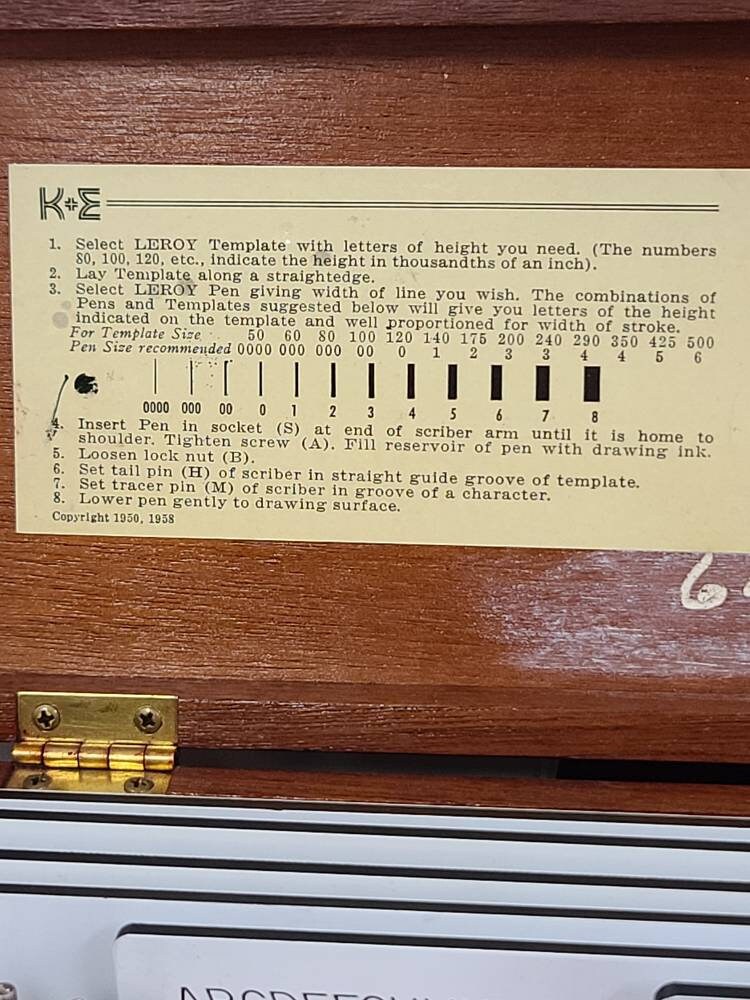 K+E
1. Select LEROY Template with letters of height you need. (The numbers
80, 100, 120, etc., indicate the height in thousandths of an inch).
2. Lay Template along a straightedge.
3. Select LEROY Pen giving width of line you wish. The combinations of
Pens and Templates suggested below will give you letters of the height
indicated on the template and well proportioned for width of stroke.
For Template Size 50 60 80 100 120 140 175 200 240 290 350 425 500
Pen Size recommended 0000 000 000 00 0 1 2 3 3 4 4 5 6
0000 000 00 0 1 2 3 4 5 6 7 8
4. Insert Pen in socket (S) at end of scriber arm until it is home to
shoulder. Tighten screw (A). Fill reservoir of pen with drawing ink.
5. Loosen lock nut (B).
6. Set tail pin (H) of scriber in straight guide groove of template.
7. Set tracer pin (M) of scriber in groove of a character.
8. Lower pen gently to drawing surface.
Copyright 1950, 1958
6